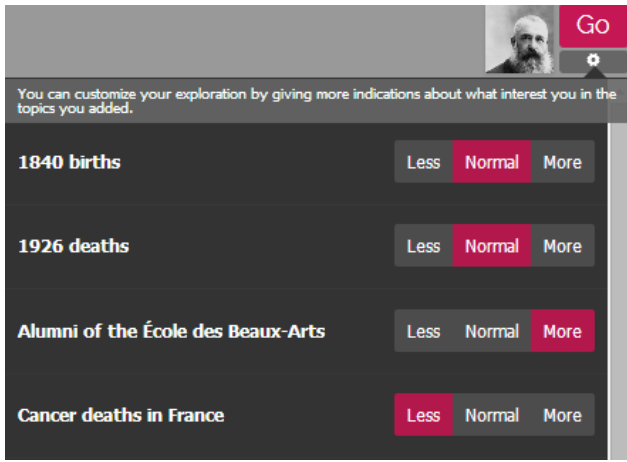 Go
You can customize your exploration by giving more indications about what interest you in the
topics you added.
1840 births Less Normal More
1926 deaths Less Normal More
Alumni of the École des Beaux-Arts Less Normal More
Cancer deaths in France Less Normal More